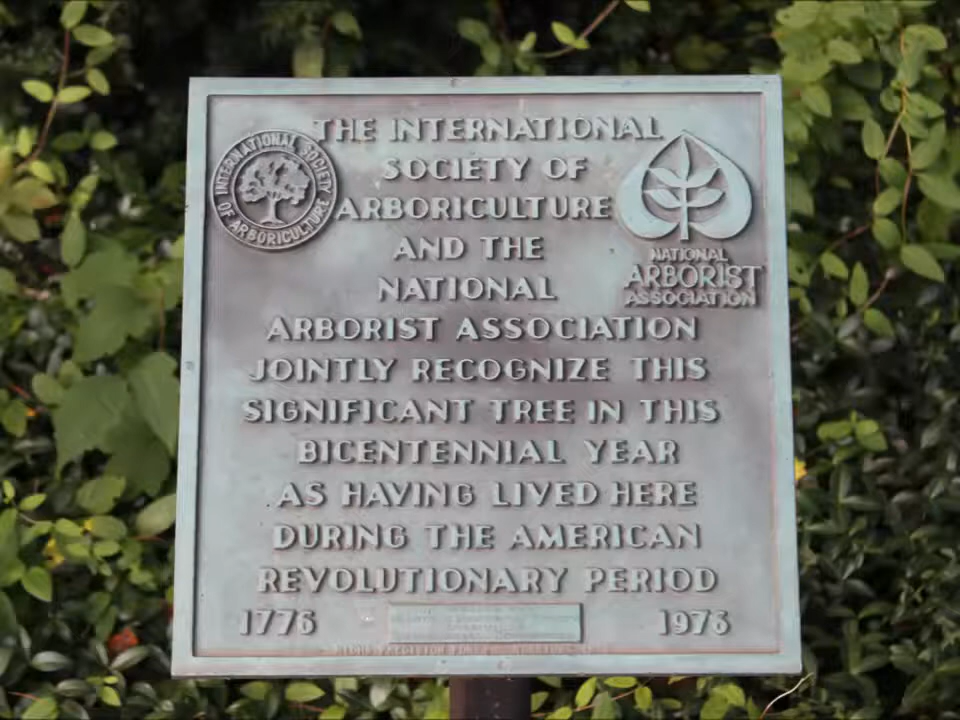 THE INTERNATIONAL
SOCIETY OF
ARBORICULTURE
AND THE
NATIONAL
ARBORIST ASSOCIATION
JOINTLY RECOGNIZE THIS
SIGNIFICANT TREE IN THIS
BICENTENNIAL YEAR
AS HAVING LIVED HERE
DURING THE AMERICAN
REVOLUTIONARY PERIOD
1776 1976
INTERNATIONAL SOCIETY
OF ARBORICULTURE
NATIONAL
ARBORIST
ASSOCIATION